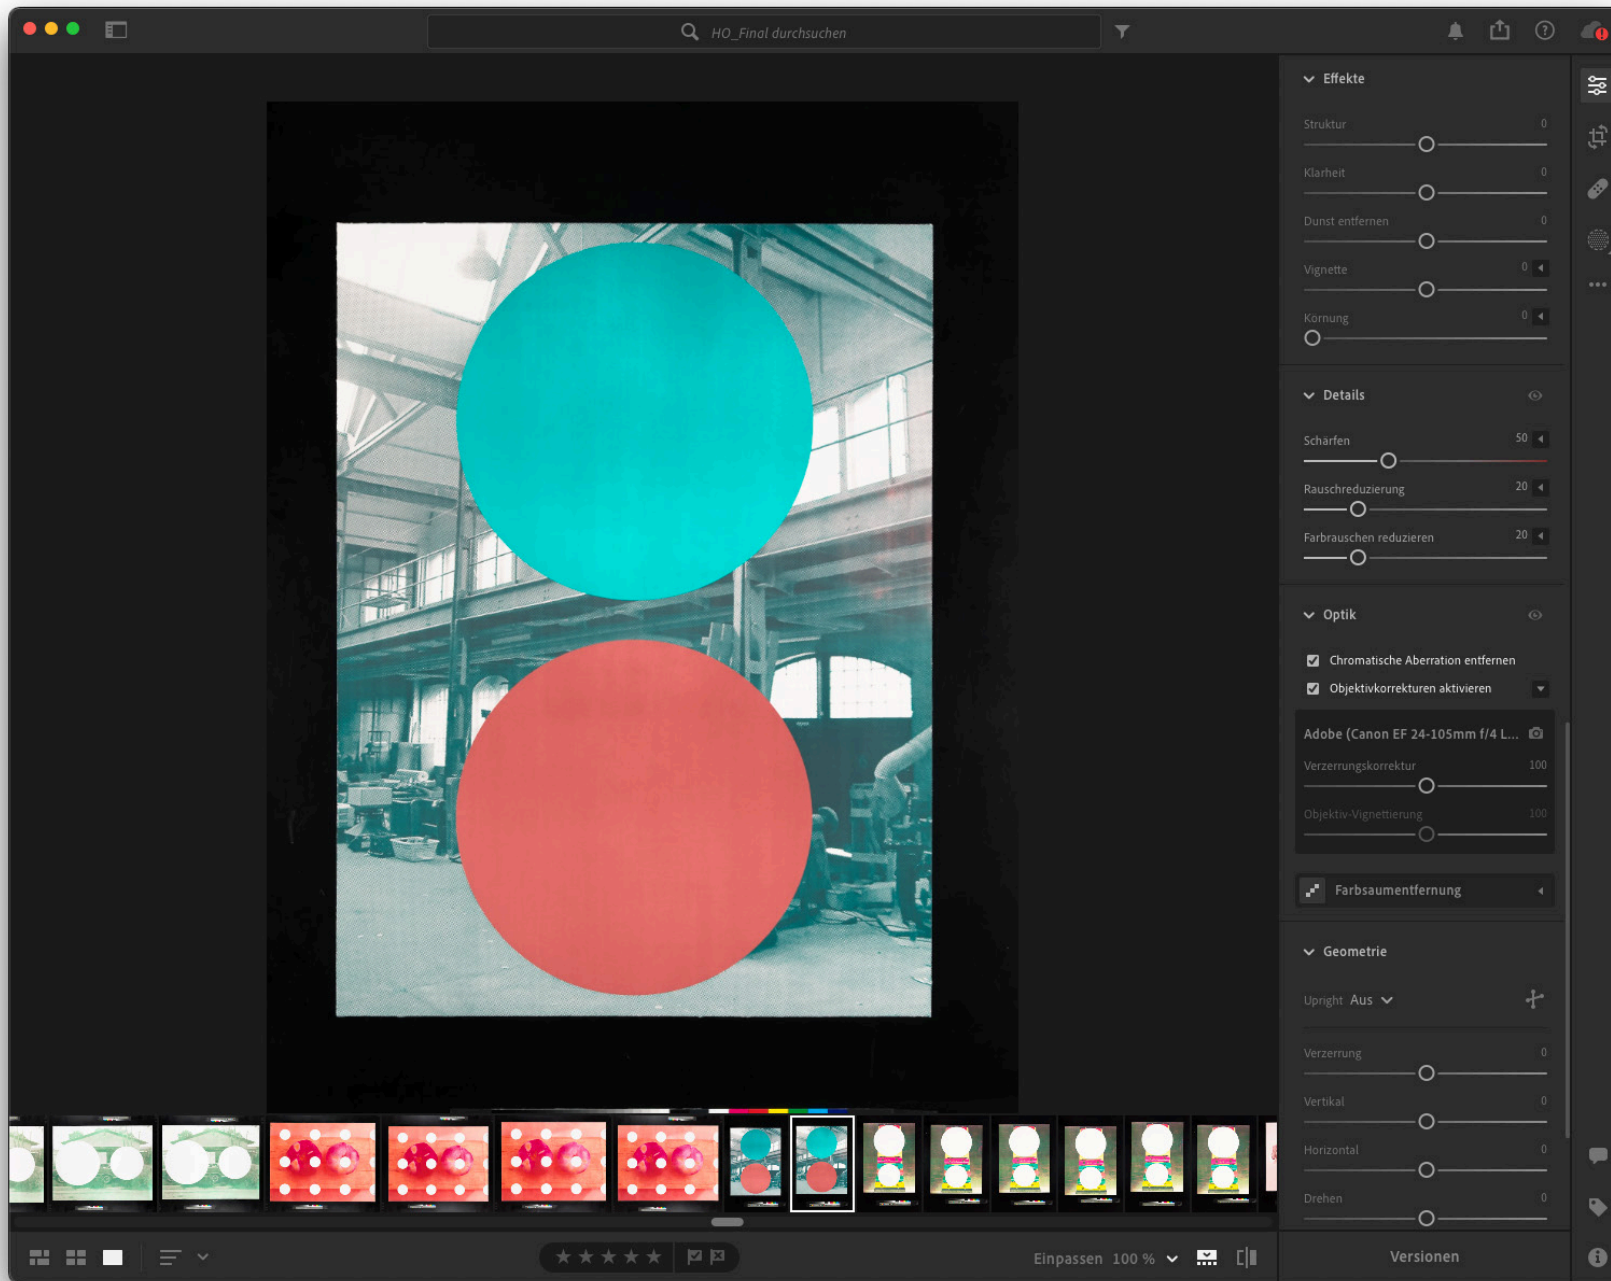 HO_Final durchsuchen
Effekte
Struktur 0
Klarheit 0
Dunst entfernen 0
Vignette 0
Körnung 0
Details
Schärfen 50
Rauschreduzierung 20
Farbrauschen reduzieren 20
Optik
Chromatische Aberration entfernen
Objektivkorrekturen aktivieren
Adobe (Canon EF 24-105mm f/4 L...
Verzerrungskorrektur 100
Objektiv-Vignettierung 100
Farbsaumentfernung
Geometrie
Upright Aus
Verzerrung 0
Vertikal 0
Horizontal 0
Drehen 0
Einpassen 100 %
Versionen